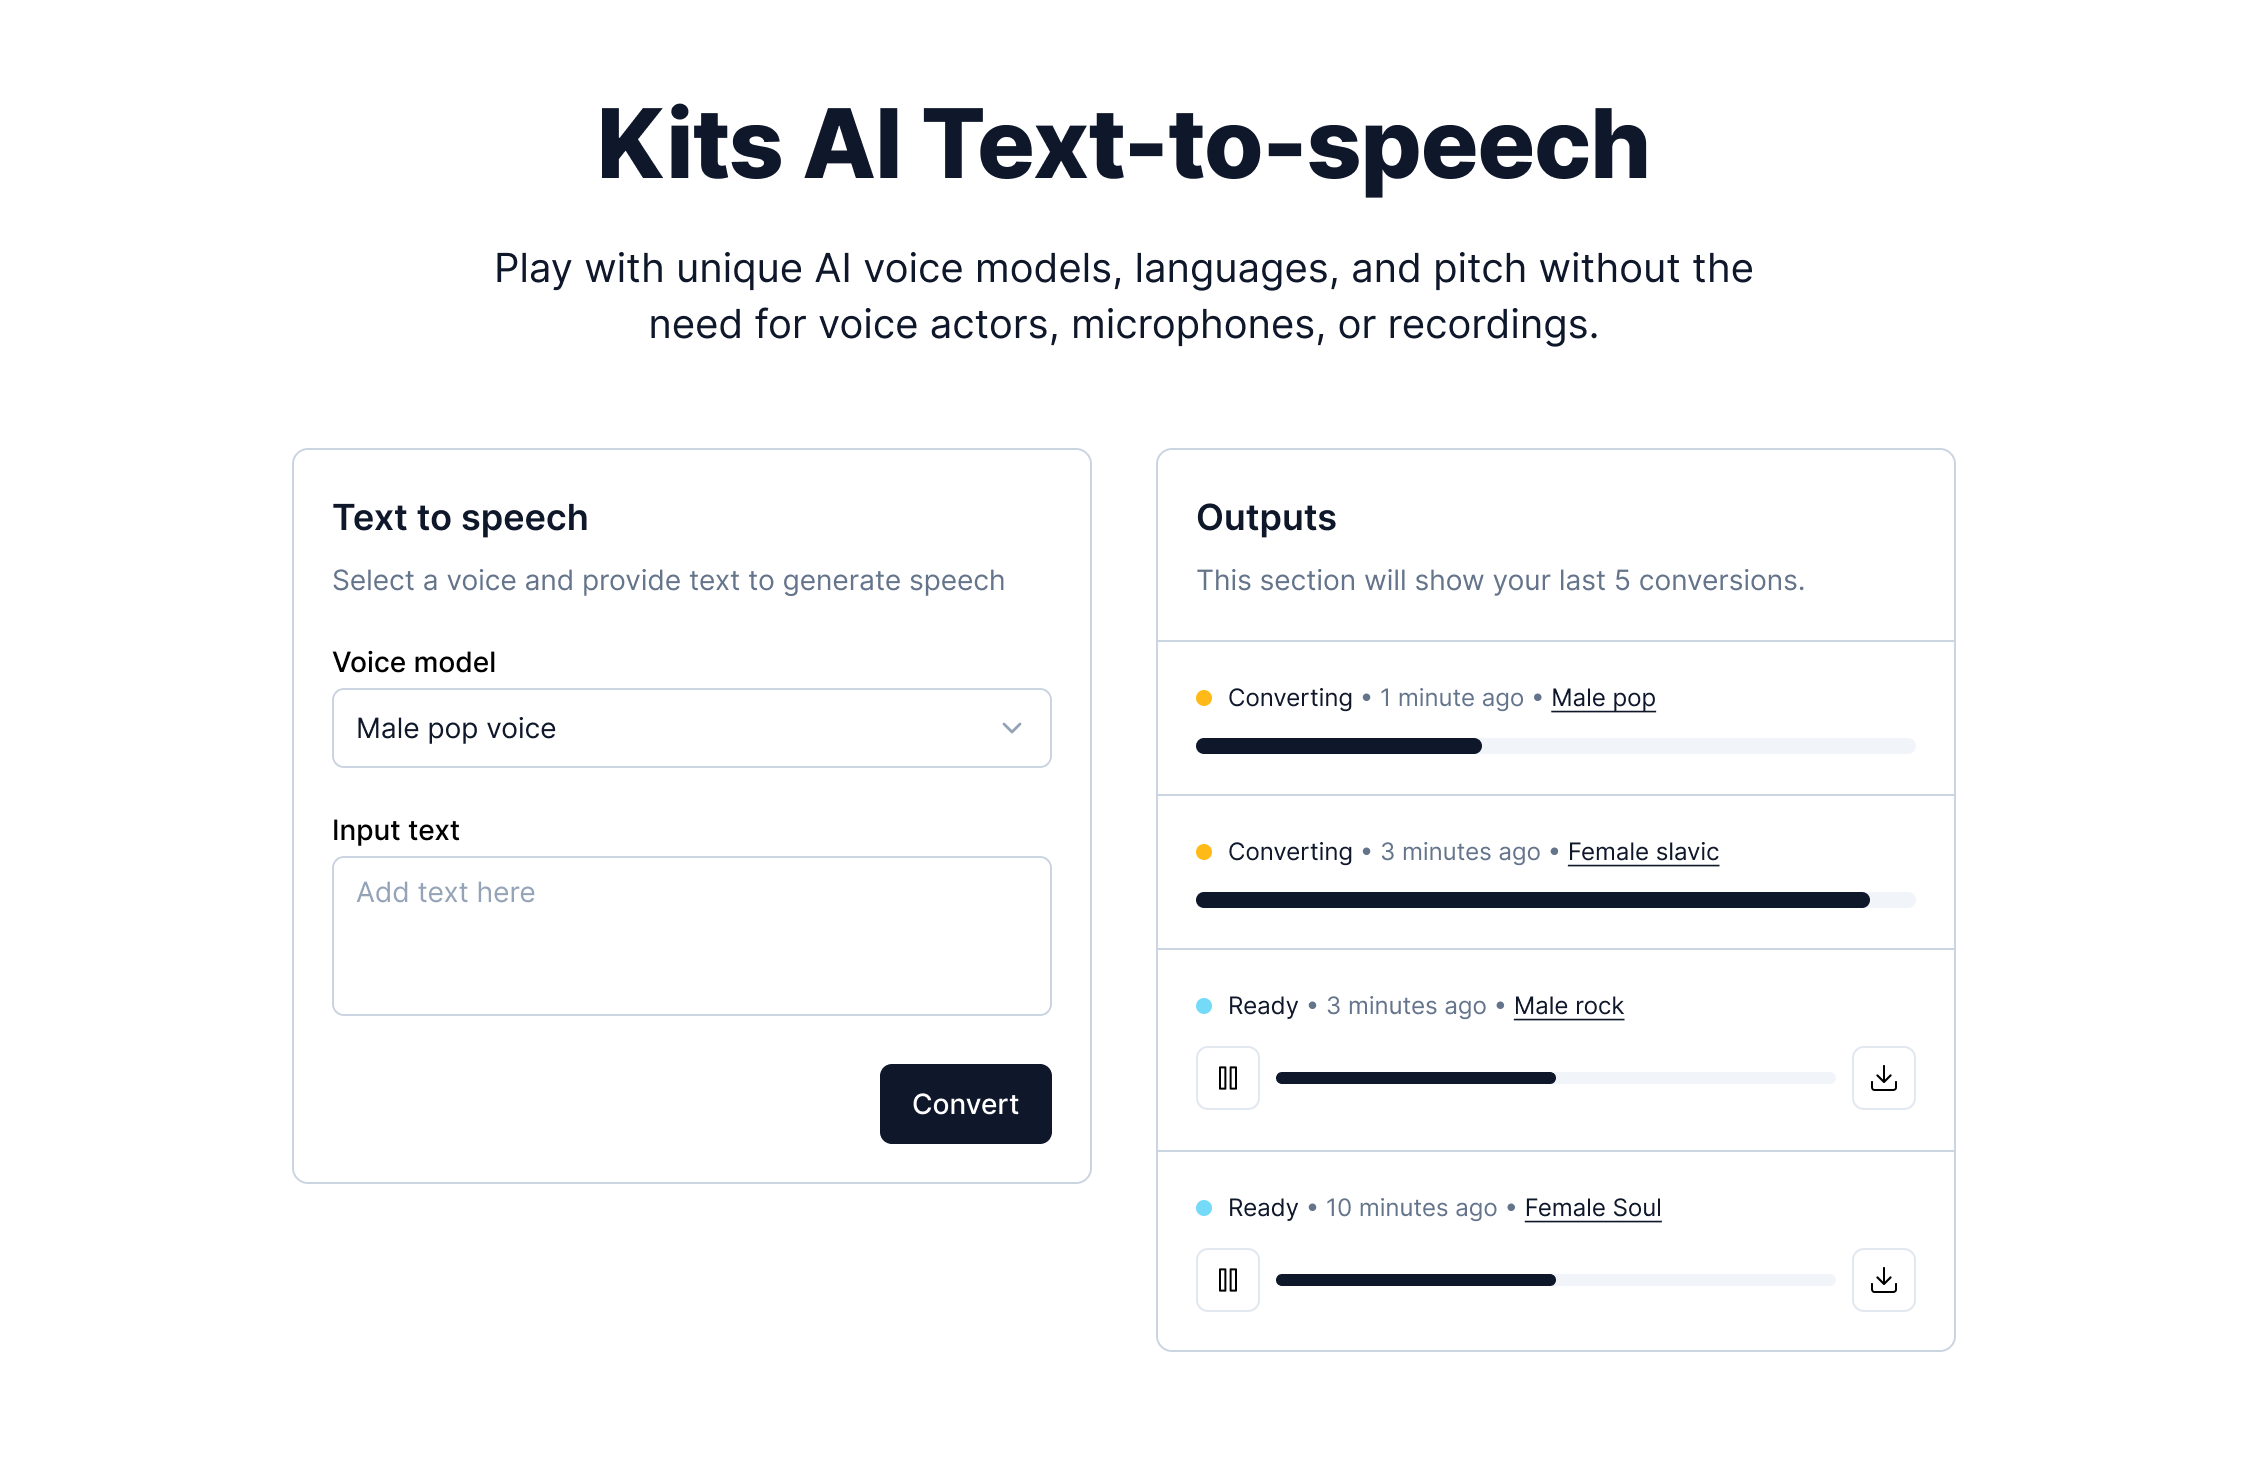 Kits AI Text-to-speech
Play with unique AI voice models, languages, and pitch without the
need for voice actors, microphones, or recordings.
Text to speech
Select a voice and provide text to generate speech
Voice model
Male pop voice
Input text
Add text here
Convert
Outputs
This section will show your last 5 conversions.
Converting • 1 minute ago • Male pop
Converting • 3 minutes ago • Female slavic
Ready • 3 minutes ago • Male rock
Ready • 10 minutes ago • Female Soul